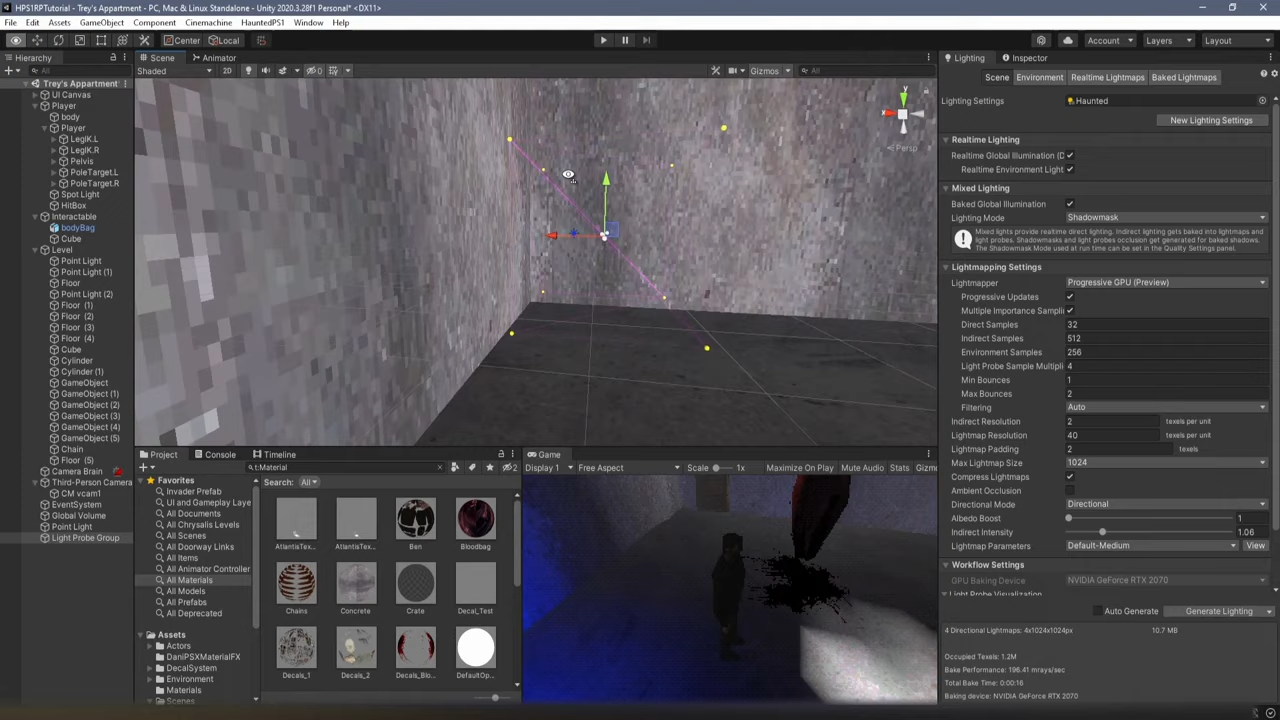 HPS1RPTutorial - Trey's Appartment - PC, Mac & Linux Standalone - Unity 2020.3.28f1 Personal* <DX11>
File Edit Assets GameObject Component Cinemachine HauntedPS1 Window Help
Center Local Account Layers Layout
Hierarchy
All
Trey's Appartment
UI Canvas
Player
body
Player
LegIK.L
LegIK.R
Pelvis
PoleTarget.L
PoleTarget.R
Spot Light
HitBox
Interactable
bodyBag
Cube
Level
Point Light
Point Light (1)
Floor
Point Light (2)
Floor (1)
Floor (2)
Floor (3)
Floor (4)
Cube
Cylinder
Cylinder (1)
GameObject
GameObject (2)
GameObject (3)
GameObject (4)
GameObject (5)
Chain
Floor (5)
Camera Brain
Third-Person Camera
CM vcam1
EventSystem
Global Volume
Point Light
Light Probe Group
Scene Animator
Shaded 2D 0 Gizmos All
y
x
Persp
Project Console Timeline
t:Material 2
Favorites
Invader Prefab
UI and Gameplay Laye
All Documents
All Chrysalis Levels
All Scenes
All Doorway Links
All Items
All Animator Controller
All Materials
All Models
All Prefabs
All Deprecated
Assets
Actors
DaniPSXMaterialFX
DecalSystem
Environment
Materials
Scenes
Search: All
AtlantisTex... AtlantisTex... Ben Bloodbag
Chains Concrete Crate Decal_Test
Decals_1 Decals_2 Decals_Blo... DefaultOp...
Game
Display 1 Free Aspect Scale 1x Maximize On Play Mute Audio Stats Gizmo
Lighting Inspector
Scene Environment Realtime Lightmaps Baked Lightmaps
Lighting Settings Haunted
New Lighting Settings
Realtime Lighting
Realtime Global Illumination (D
Realtime Environment Light
Mixed Lighting
Baked Global Illumination
Lighting Mode Shadowmask
Mixed lights provide realtime direct lighting. Indirect lighting gets baked into lightmaps and
light probes. Shadowmasks and light probes occlusion get generated for baked shadows.
The Shadowmask Mode used at run time can be set in the Quality Settings panel.
Lightmapping Settings
Lightmapper Progressive GPU (Preview)
Progressive Updates
Multiple Importance Sampli
Direct Samples 32
Indirect Samples 512
Environment Samples 256
Light Probe Sample Multipli 4
Min Bounces 1
Max Bounces 2
Filtering Auto
Indirect Resolution 2 texels per unit
Lightmap Resolution 40 texels per unit
Lightmap Padding 2 texels
Max Lightmap Size 1024
Compress Lightmaps
Ambient Occlusion
Directional Mode Directional
Albedo Boost 1
Indirect Intensity 1.06
Lightmap Parameters Default-Medium View
Workflow Settings
GPU Baking Device NVIDIA GeForce RTX 2070
Light Probe Visualization
Auto Generate Generate Lighting
4 Directional Lightmaps: 4x1024x1024px 10.7 MB
Occupied Texels: 1.2M
Bake Performance: 196.41 mrays/sec
Total Bake Time: 0:00:16
Baking device: NVIDIA GeForce RTX 2070